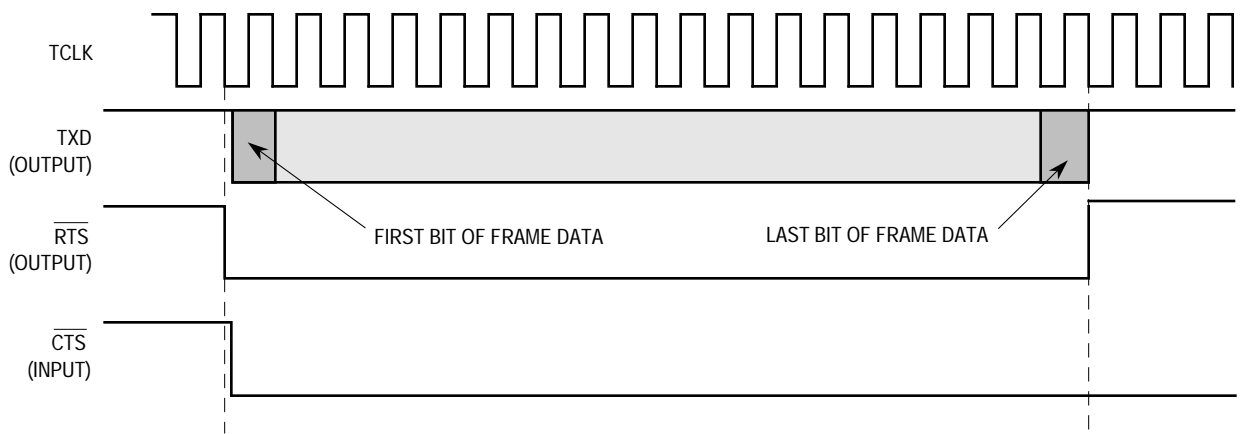 TCLK
TXD
(OUTPUT)
RTS
(OUTPUT)
FIRST BIT OF FRAME DATA
LAST BIT OF FRAME DATA
CTS
(INPUT)